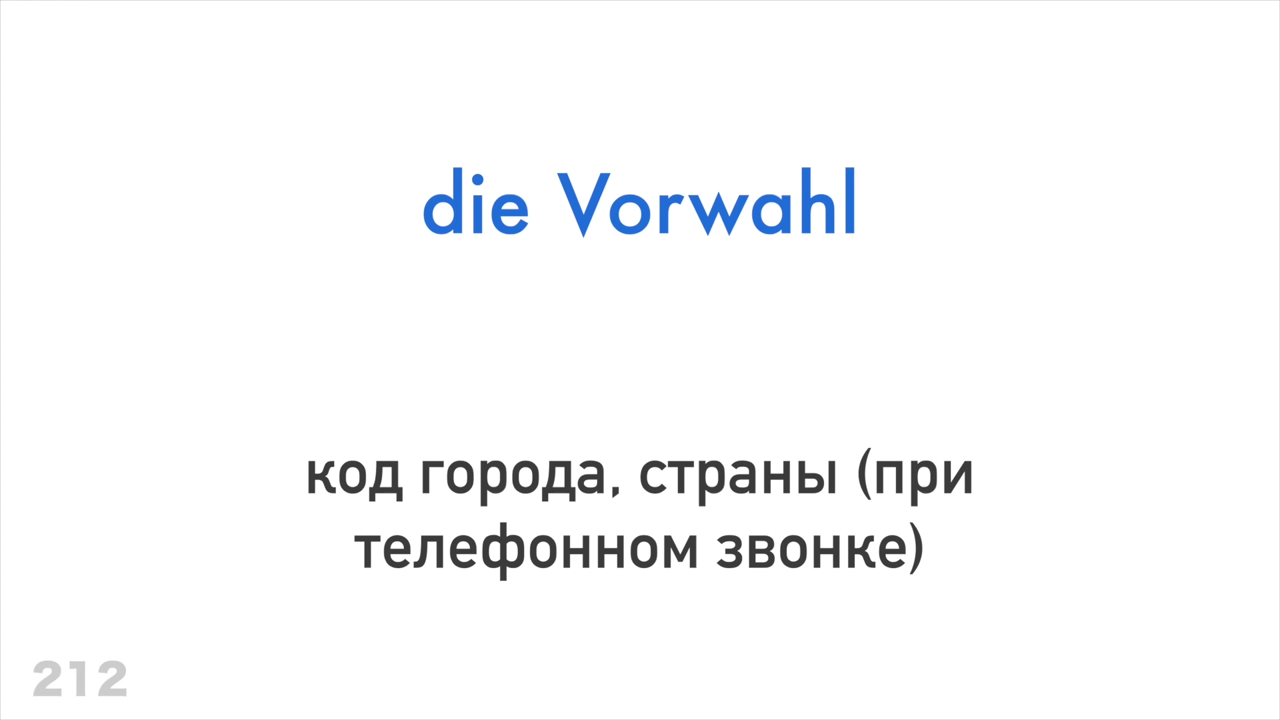 die Vorwahl
код города, страны (при
телефонном звонке)
212